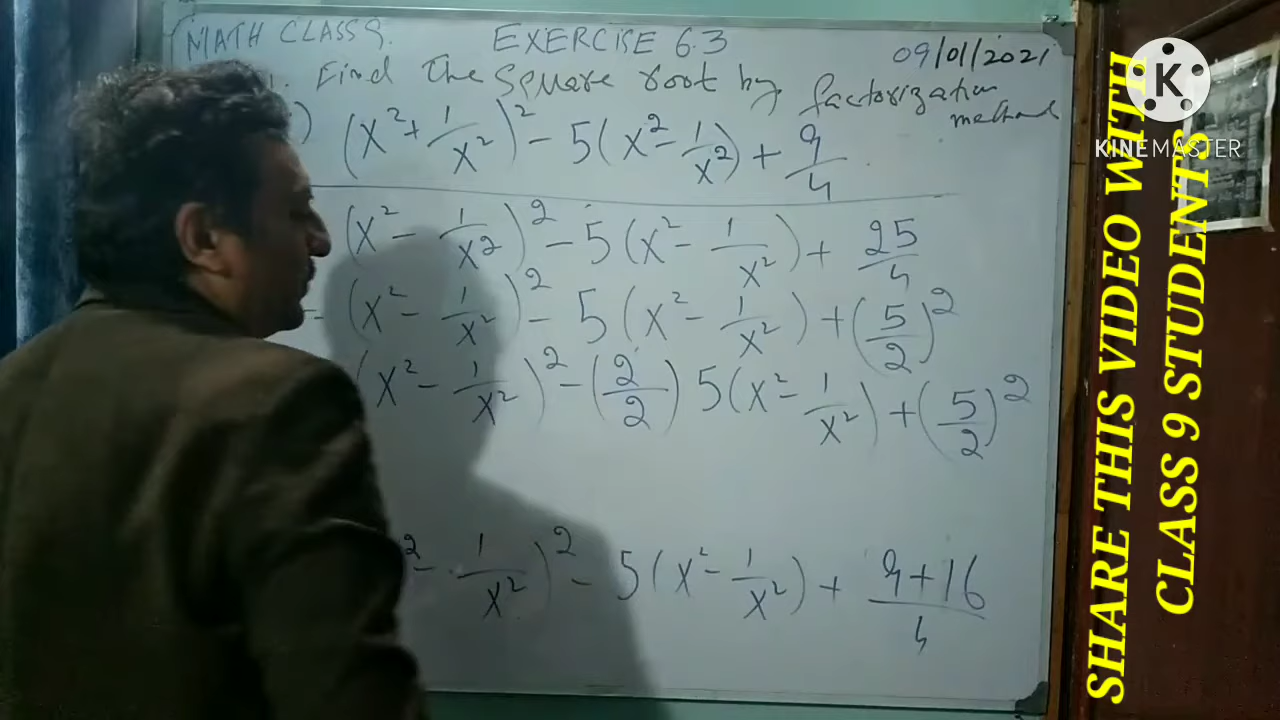 MATH CLASS 9. EXERCISE 6.3 09/01/2021
1. Find The Square root by factorization method
) (x² + 1/x²)² - 5(x² - 1/x²) + 9/4
(x² - 1/x²)² - 5(x² - 1/x²) + 25/4
= (x² - 1/x²)² - 5(x² - 1/x²) + (5/2)²
(x² - 1/x²)² - (2/2) 5(x² - 1/x²) + (5/2)²
2 - 1/x²)² - 5(x² - 1/x²) + 9+16/4
SHARE THIS VIDEO WITH
CLASS 9 STUDENTS
K
KINEMASTER